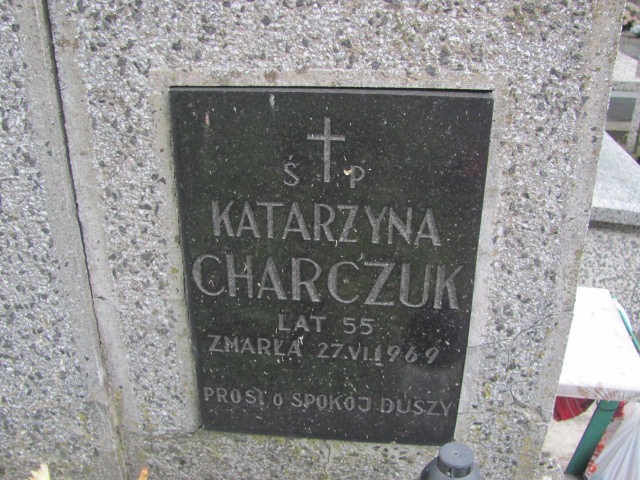 Ś P
KATARZYNA
CHARCZUK
LAT 55
ZMARŁA 27.VI.1969
PROSI O SPOKÓJ DUSZY